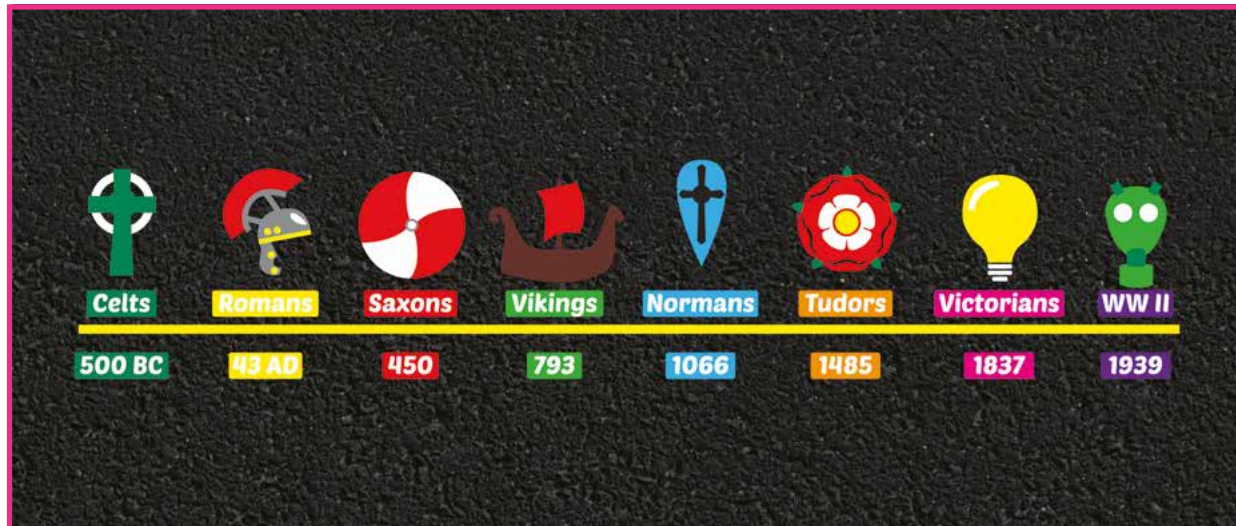 Celts Romans Saxons Vikings Normans Tudors Victorians WW II
500 BC 43 AD 450 793 1066 1485 1837 1939